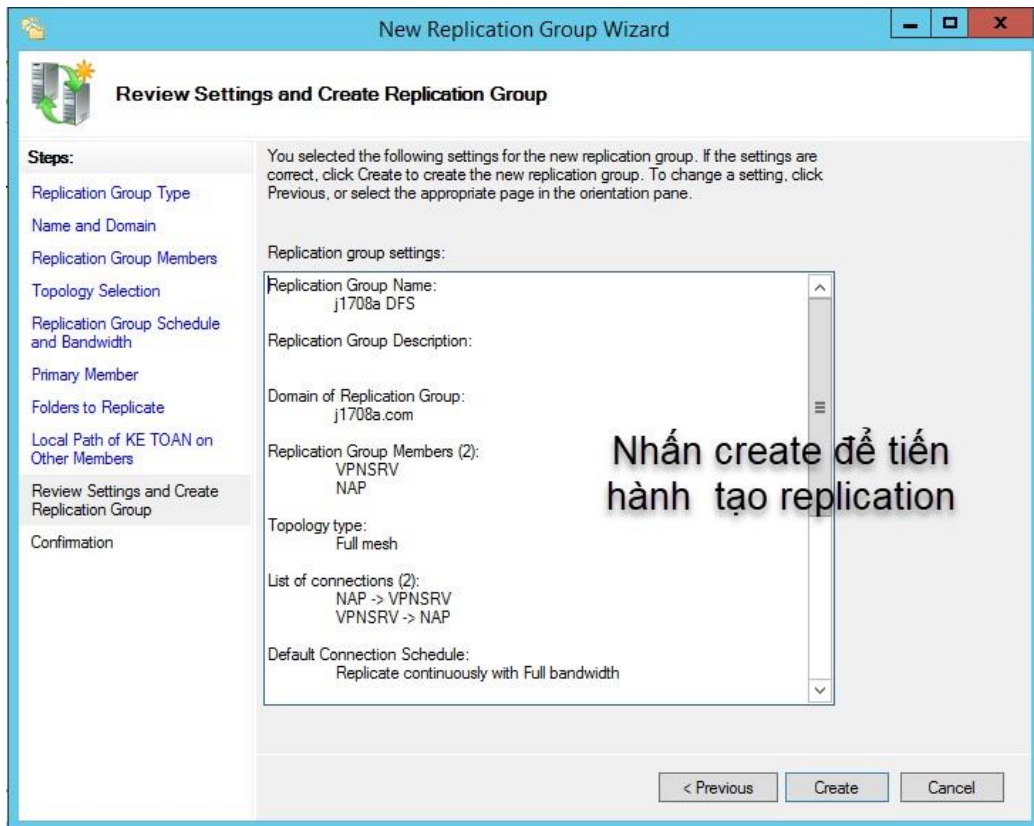 New Replication Group Wizard
Review Settings and Create Replication Group
Steps:
Replication Group Type
Name and Domain
Replication Group Members
Topology Selection
Replication Group Schedule
and Bandwidth
Primary Member
Folders to Replicate
Local Path of KE TOAN on
Other Members
Review Settings and Create
Replication Group
Confirmation
You selected the following settings for the new replication group. If the settings are
correct, click Create to create the new replication group. To change a setting, click
Previous, or select the appropriate page in the orientation pane.
Replication group settings:
Replication Group Name:
j1708a DFS
Replication Group Description:
Domain of Replication Group:
j1708a.com
Replication Group Members (2):
VPNSRV
NAP
Topology type:
Full mesh
List of connections (2):
NAP -> VPNSRV
VPNSRV -> NAP
Default Connection Schedule:
Replicate continuously with Full bandwidth
Nhấn create để tiến
hành tạo replication
< Previous
Create
Cancel